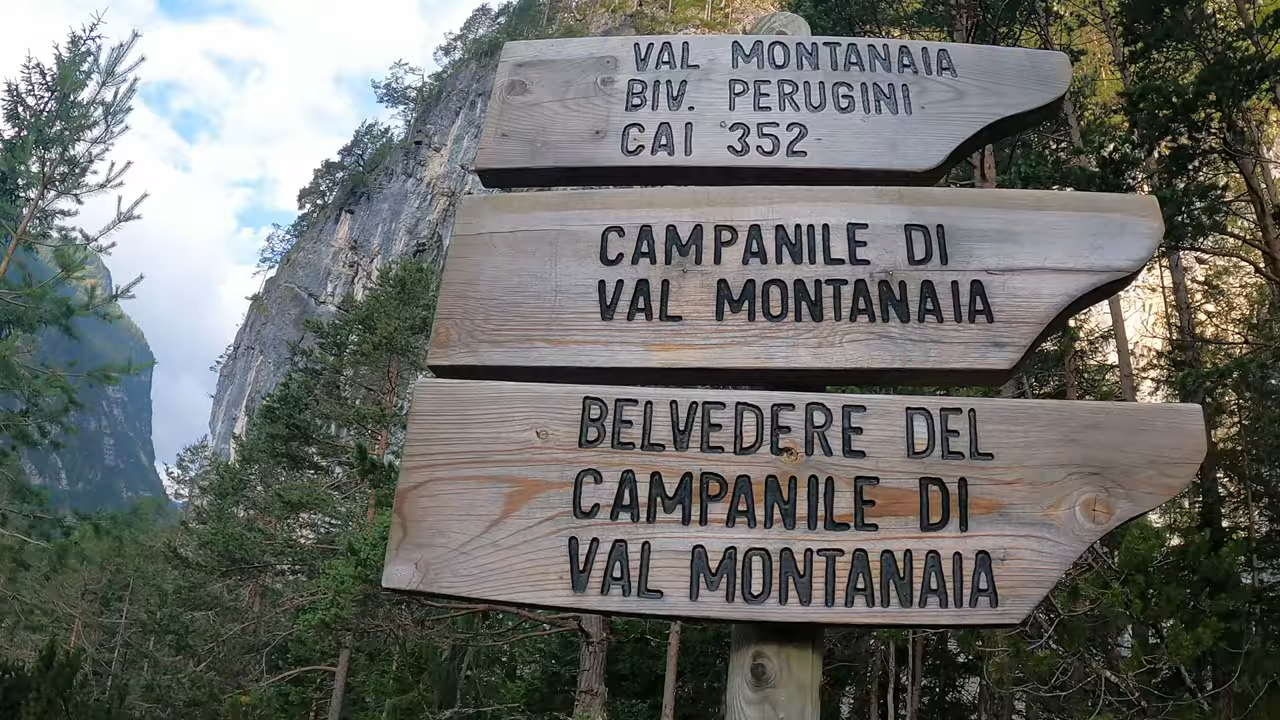 VAL MONTANAIA
BIV. PERUGINI
CAI 352
CAMPANILE DI
VAL MONTANAIA
BELVEDERE DEL
CAMPANILE DI
VAL MONTANAIA